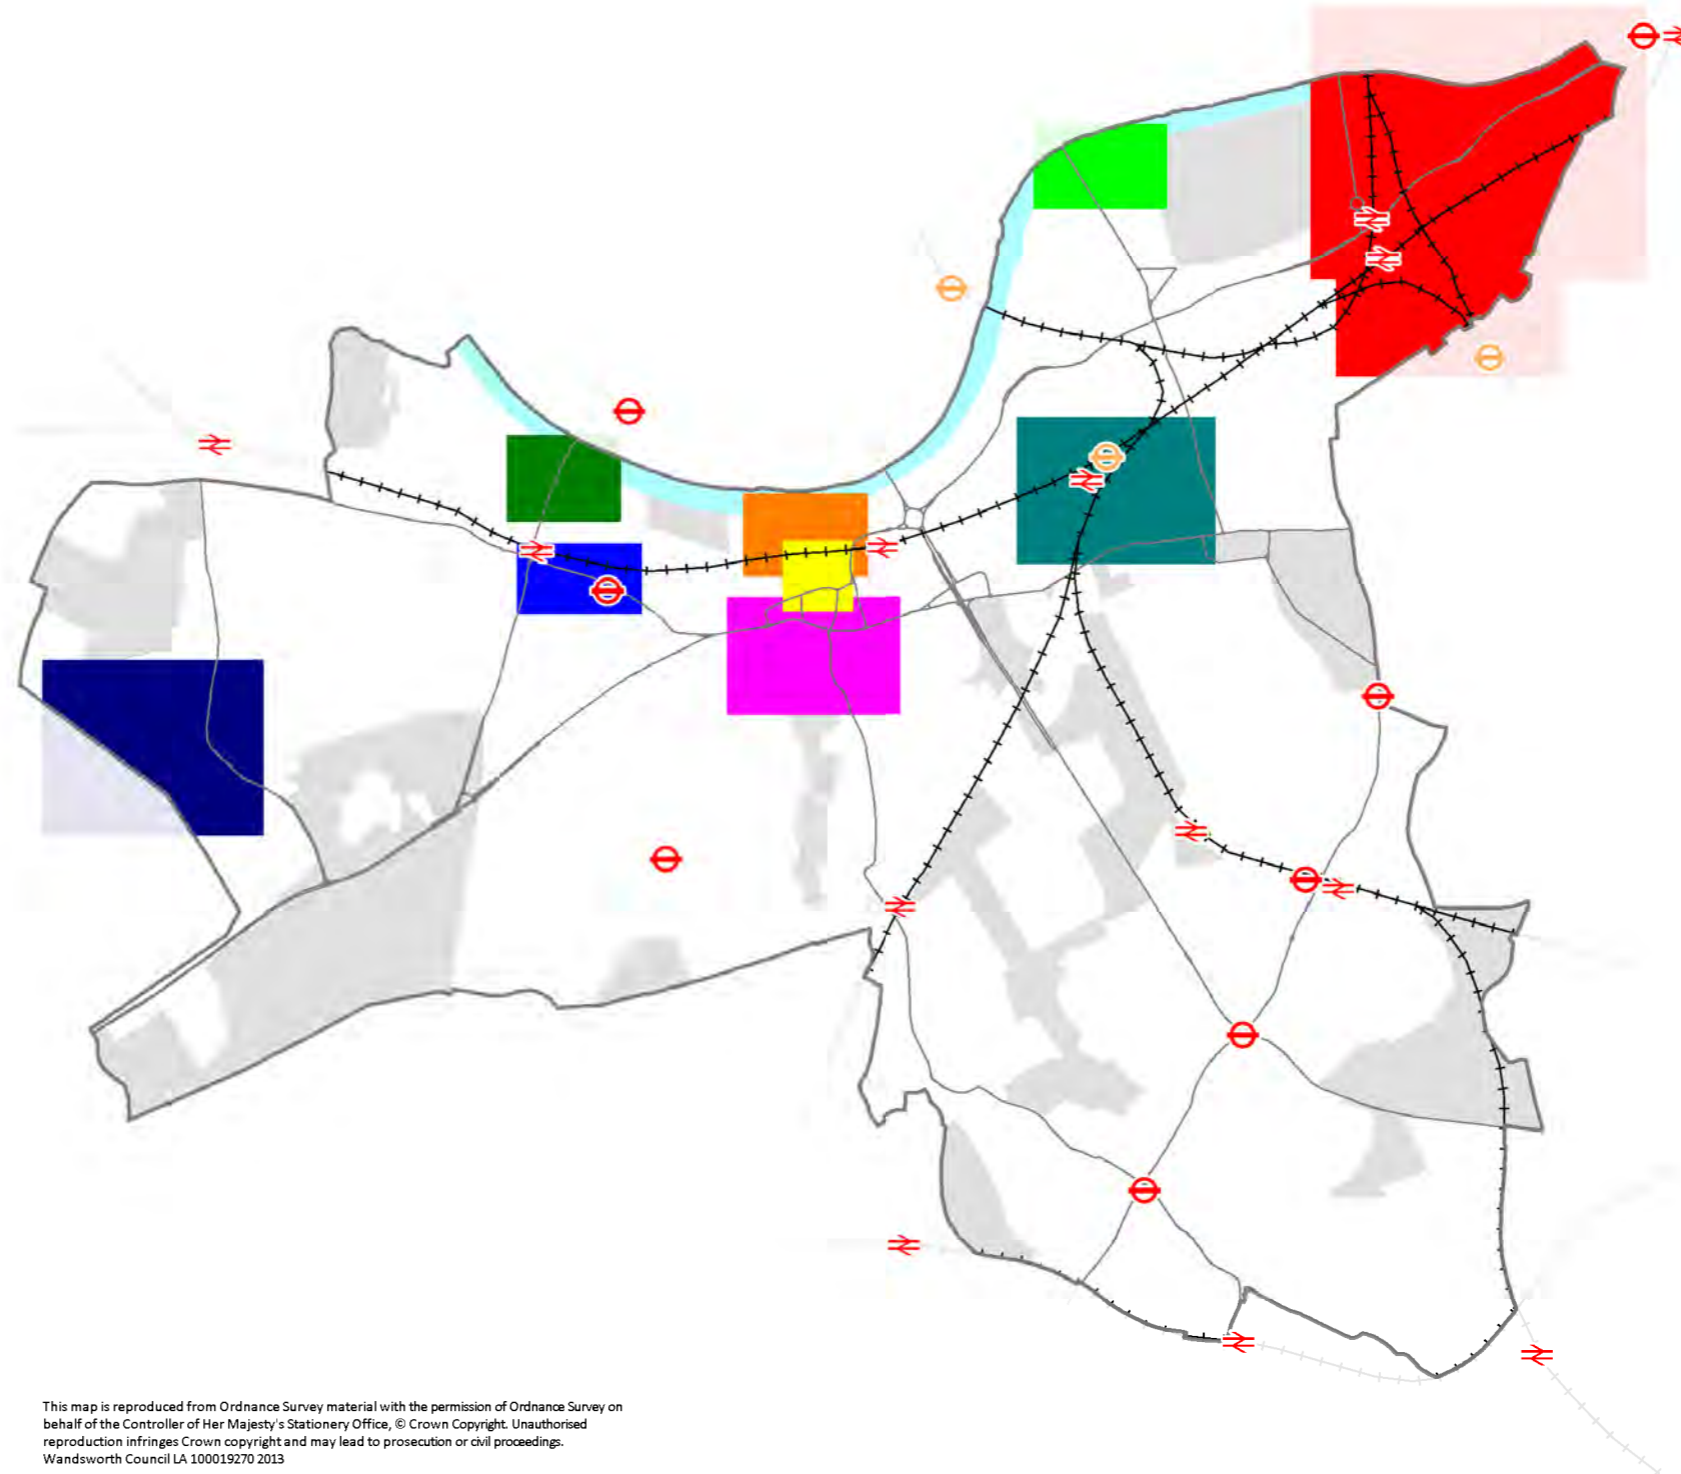 This map is reproduced from Ordnance Survey material with the permission of Ordnance Survey on
behalf of the Controller of Her Majesty's Stationery Office, © Crown Copyright. Unauthorised
reproduction infringes Crown copyright and may lead to prosecution or civil proceedings.
Wandsworth Council LA 100019270 2013